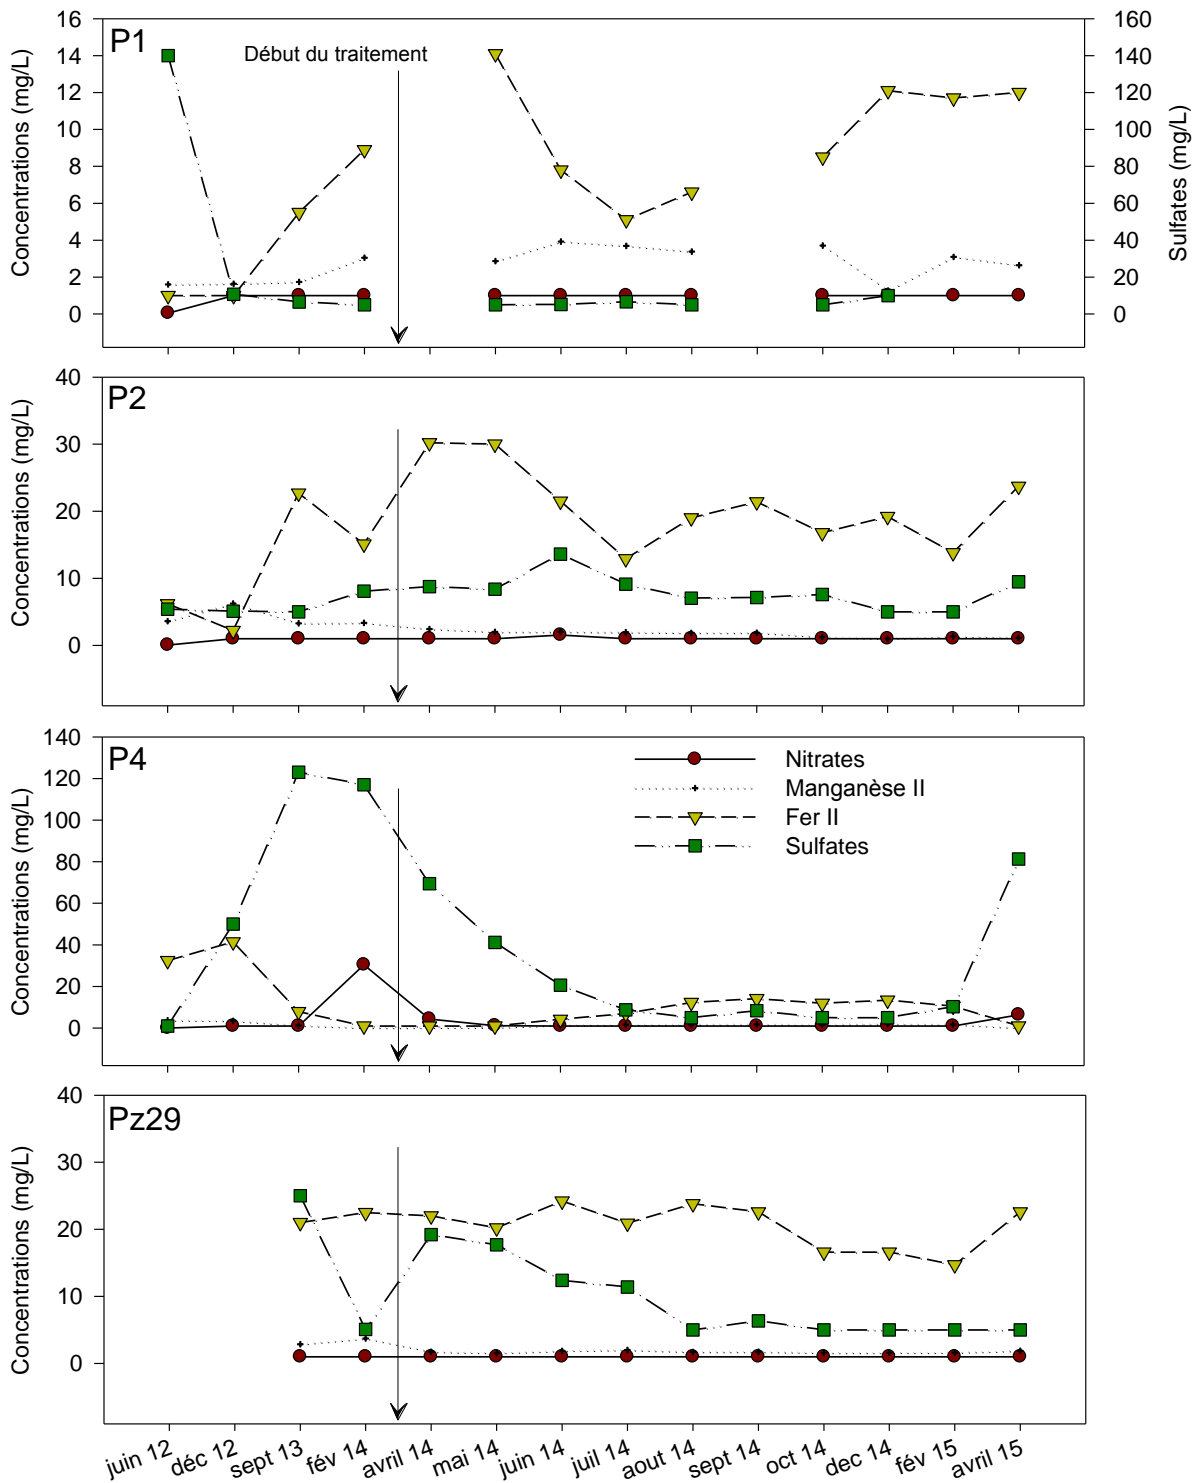 P1
Début du traitement
Concentrations (mg/L)
16
14
12
10
8
6
4
2
0
160
140
120
100
80
60
40
20
0
Sulfates (mg/L)
P2
Concentrations (mg/L)
40
30
20
10
0
P4
Concentrations (mg/L)
140
120
100
80
60
40
20
0
Nitrates
Manganèse II
Fer II
Sulfates
Pz29
Concentrations (mg/L)
40
30
20
10
0
juin 12
déc 12
sept 13
fév 14
avril 14
mai 14
juin 14
juil 14
aout 14
sept 14
oct 14
dec 14
fév 15
avril 15